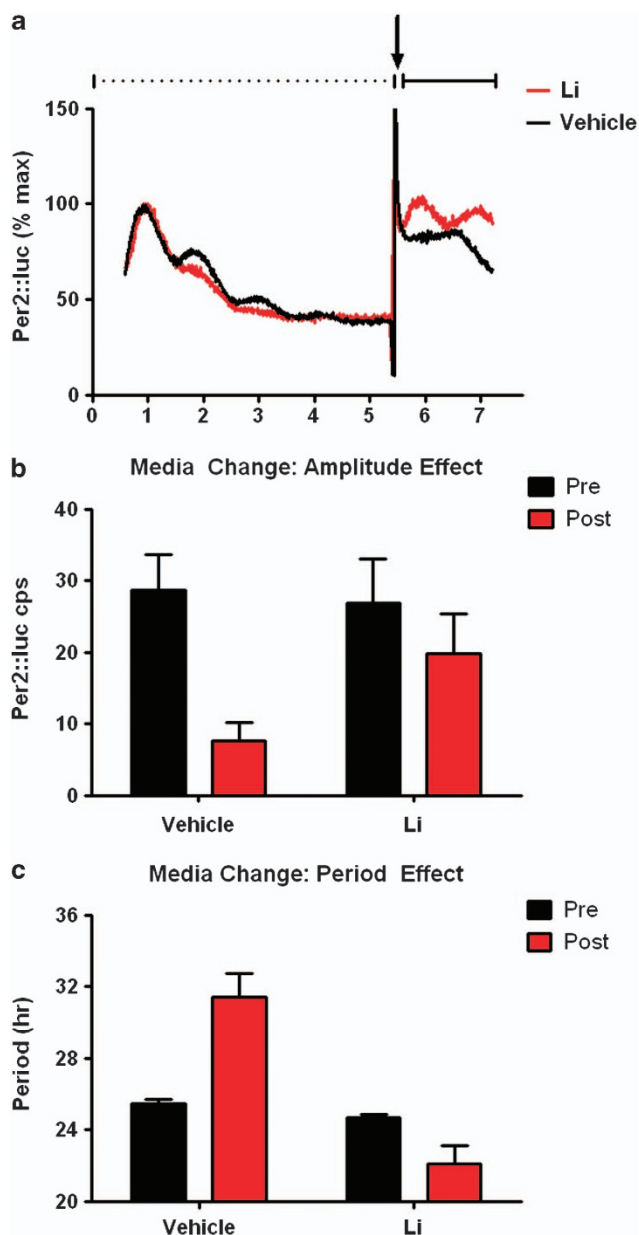 a
Li
Vehicle
150
100
50
0
Per2::luc (% max)
0 1 2 3 4 5 6 7
b
Media Change: Amplitude Effect
Pre
Post
40
30
20
10
0
Per2::luc cps
Vehicle Li
c
Media Change: Period Effect
Pre
Post
36
32
28
24
20
Period (hr)
Vehicle Li